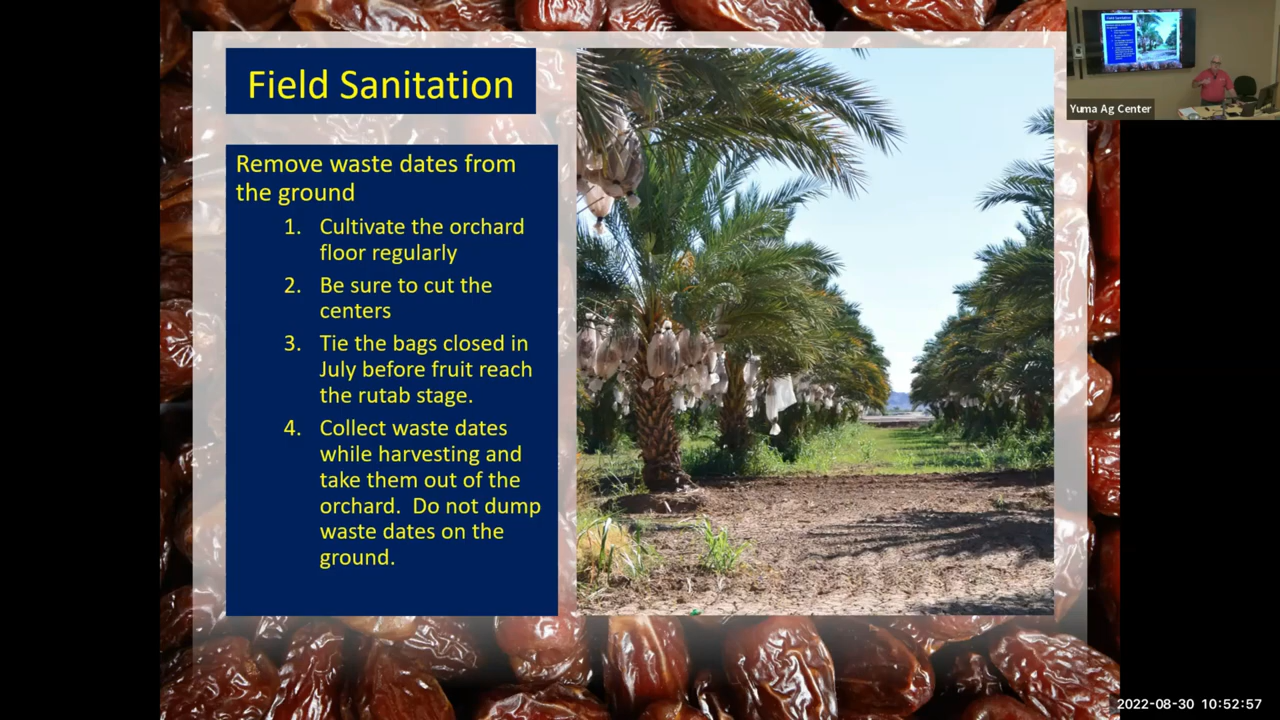 Field Sanitation
Remove waste dates from
the ground
1. Cultivate the orchard
floor regularly
2. Be sure to cut the
centers
3. Tie the bags closed in
July before fruit reach
the rutab stage.
4. Collect waste dates
while harvesting and
take them out of the
orchard. Do not dump
waste dates on the
ground.
Field Sanitation
Yuma Ag Center
2022-08-30 10:52:57